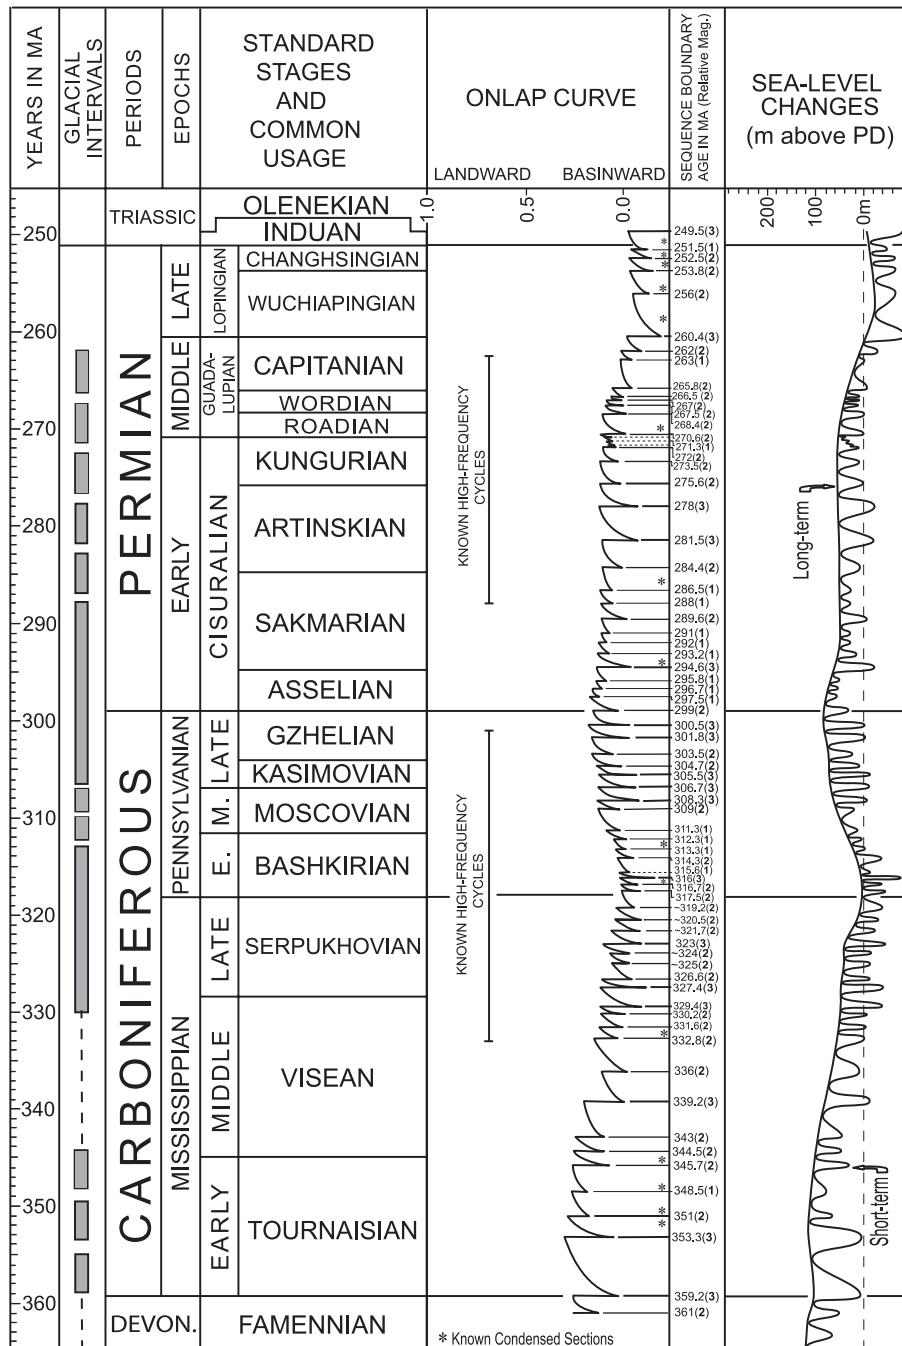 YEARS IN MA
GLACIAL
INTERVALS
PERIODS
EPOCHS
STANDARD
STAGES
AND
COMMON
USAGE
ONLAP CURVE
LANDWARD
BASINWARD
SEQUENCE BOUNDARY
AGE IN MA (Relative Mag.)
SEA-LEVEL
CHANGES
(m above PD)
1.0
0.5
0.0
200
100
0m
250
260
270
280
290
300
310
320
330
340
350
360
TRIASSIC
PERMIAN
CARBONIFEROUS
DEVON.
LATE
MIDDLE
EARLY
PENNSYLVANIAN
MISSISSIPPIAN
LOPINGIAN
GUADA-
LUPIAN
CISURALIAN
LATE
M.
E.
LATE
MIDDLE
EARLY
OLENEKIAN
INDUAN
CHANGHSINGIAN
WUCHIAPINGIAN
CAPITANIAN
WORDIAN
ROADIAN
KUNGURIAN
ARTINSKIAN
SAKMARIAN
ASSELIAN
GZHELIAN
KASIMOVIAN
MOSCOVIAN
BASHKIRIAN
SERPUKHOVIAN
VISEAN
TOURNAISIAN
FAMENNIAN
KNOWN HIGH-FREQUENCY
CYCLES
KNOWN HIGH-FREQUENCY
CYCLES
249.5(3)
251.5(1)
252.5(2)
253.8(2)
256(2)
260.4(3)
262(2)
263(1)
265.8(2)
266.5 (2)
267(2)
267.5 (2)
268.4(2)
270.6(2)
271.3(1)
272(2)
273.5(2)
275.6(2)
278(3)
281.5(3)
284.4(2)
286.5(1)
288(1)
289.6(2)
291(1)
292(1)
293.2(1)
294.6(3)
295.8(1)
296.7(1)
297.5(1)
299(2)
300.5(3)
301.8(3)
303.5(2)
304.7(2)
305.5(3)
306.7(3)
308.3(3)
309(2)
311.3(1)
312.3(1)
313.3(1)
314.3(2)
315.6(1)
316(3)
316.7(2)
317.5(2)
~319.2(2)
~320.5(2)
~321.7(2)
323(3)
~324(2)
~325(2)
326.6(2)
327.4(3)
329.4(3)
330.2(2)
331.6(2)
332.8(2)
336(2)
339.2(3)
343(2)
344.5(2)
345.7(2)
348.5(1)
351(2)
353.3(3)
359.2(3)
361(2)
Long-term
Short-term
* Known Condensed Sections